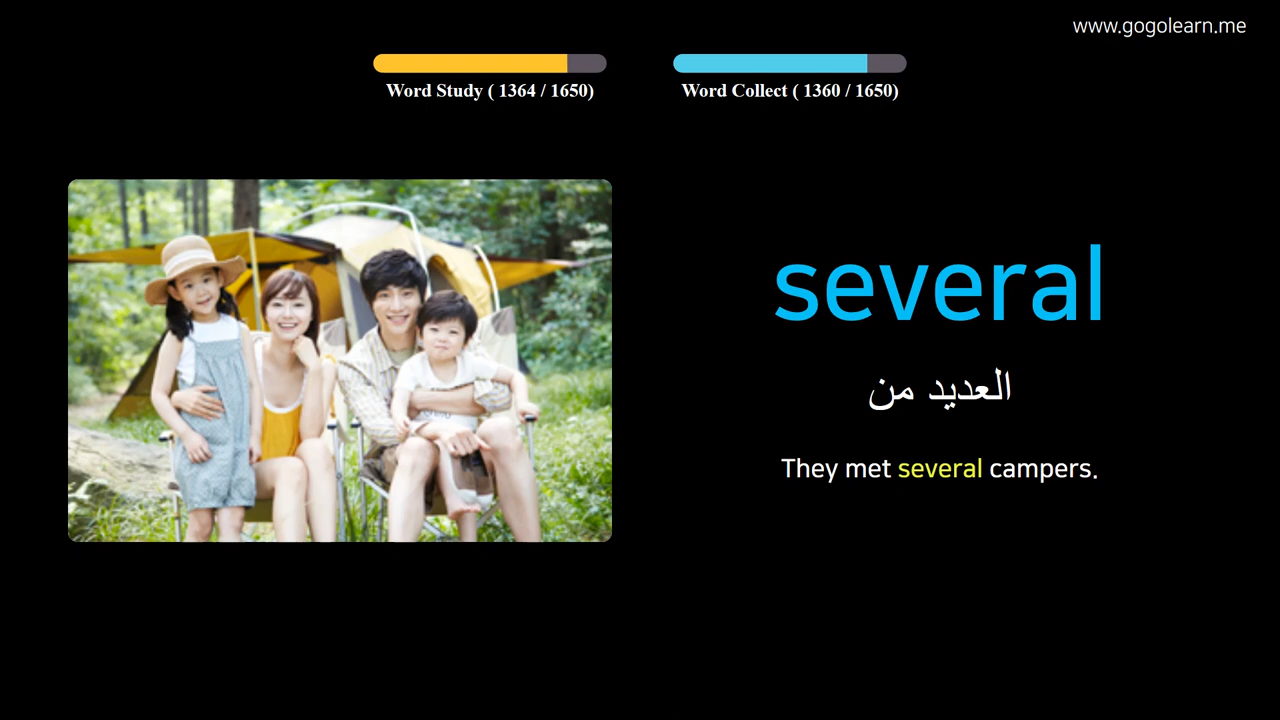 www.gogolearn.me
Word Study ( 1364 / 1650)
Word Collect ( 1360 / 1650)
several
العديد من
They met several campers.